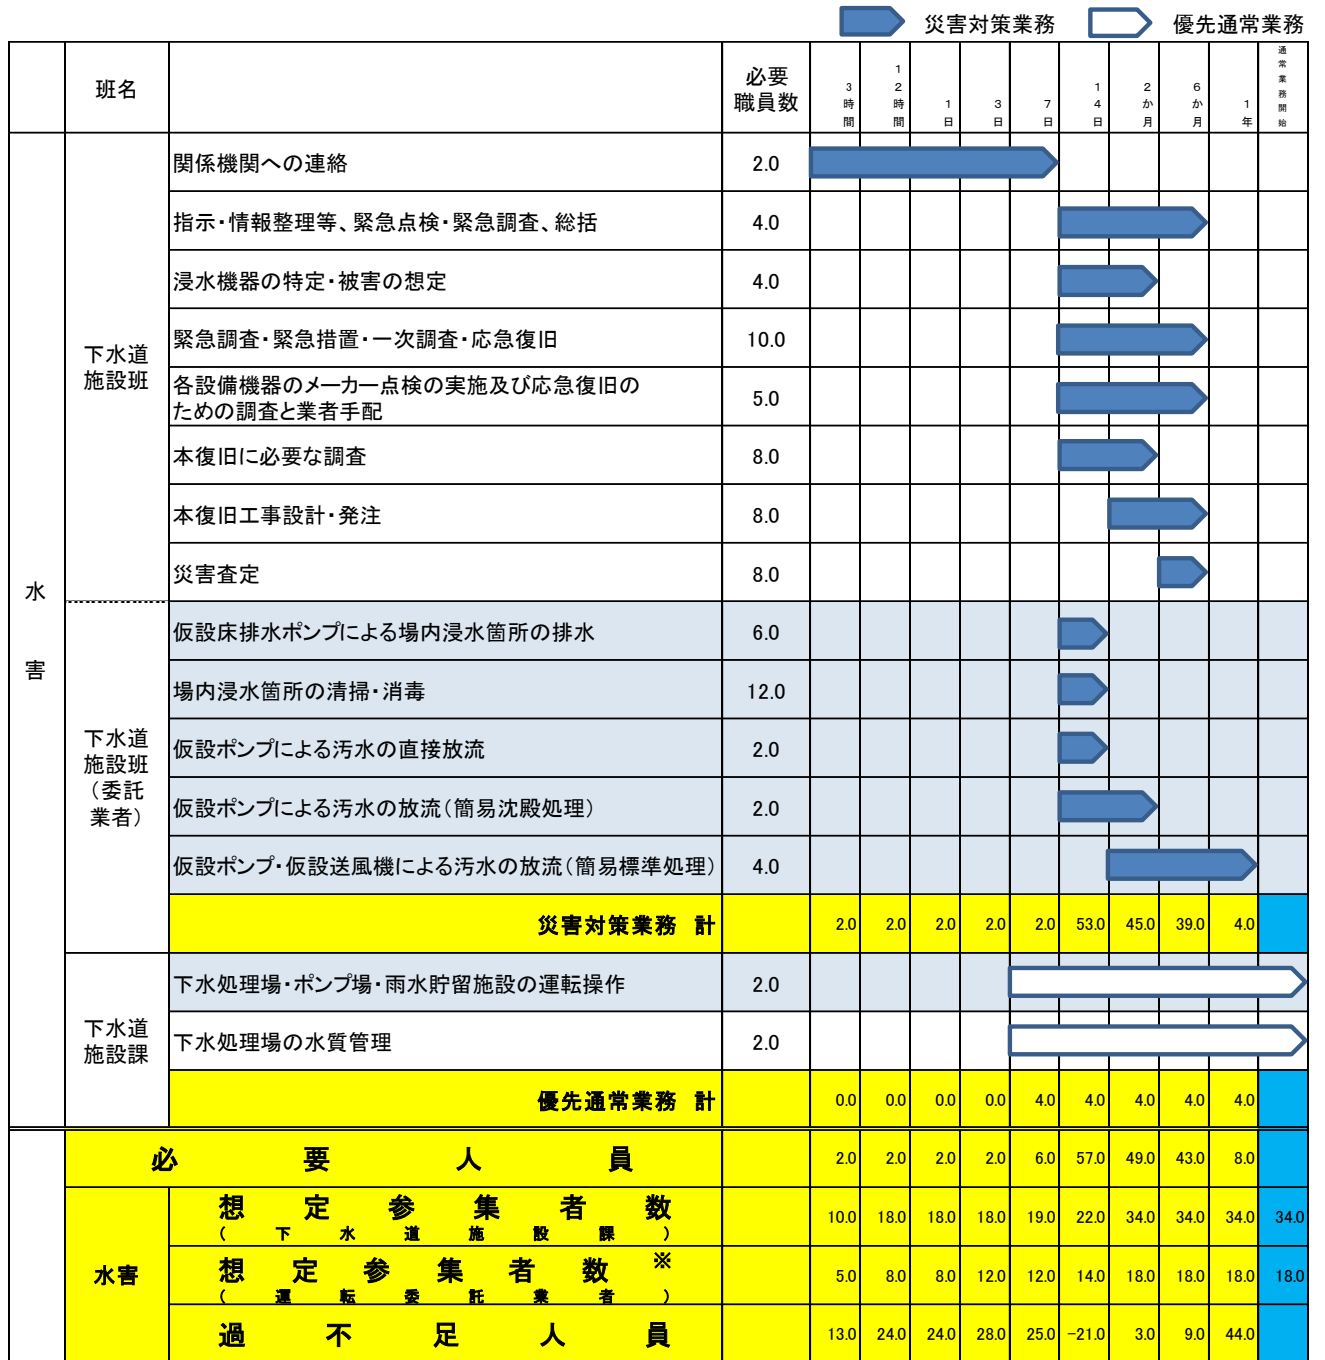 災害対策業務 優先通常業務
班名 必要職員数 3時間 12時間 1日 3日 7日 14日 2か月 6か月 1年 通常業務開始
水害
下水道施設班
関係機関への連絡 2.0
指示・情報整理等、緊急点検・緊急調査、総括 4.0
浸水機器の特定・被害の想定 4.0
緊急調査・緊急措置・一次調査・応急復旧 10.0
各設備機器のメーカー点検の実施及び応急復旧の
ための調査と業者手配 5.0
本復旧に必要な調査 8.0
本復旧工事設計・発注 8.0
災害査定 8.0
下水道施設班(委託業者)
仮設床排水ポンプによる場内浸水箇所の排水 6.0
場内浸水箇所の清掃・消毒 12.0
仮設ポンプによる汚水の直接放流 2.0
仮設ポンプによる汚水の放流(簡易沈殿処理) 2.0
仮設ポンプ・仮設送風機による汚水の放流(簡易標準処理) 4.0
災害対策業務 計 2.0 2.0 2.0 2.0 2.0 53.0 45.0 39.0 4.0
下水道施設課
下水処理場・ポンプ場・雨水貯留施設の運転操作 2.0
下水処理場の水質管理 2.0
優先通常業務 計 0.0 0.0 0.0 0.0 4.0 4.0 4.0 4.0 4.0
必要人員 2.0 2.0 2.0 2.0 6.0 57.0 49.0 43.0 8.0
水害
想定参集者数
(下水道施設課) 10.0 18.0 18.0 18.0 19.0 22.0 34.0 34.0 34.0 34.0
想定参集者数※
(運転委託業者) 5.0 8.0 8.0 12.0 12.0 14.0 18.0 18.0 18.0 18.0
過不足人員 13.0 24.0 24.0 28.0 25.0 -21.0 3.0 9.0 44.0